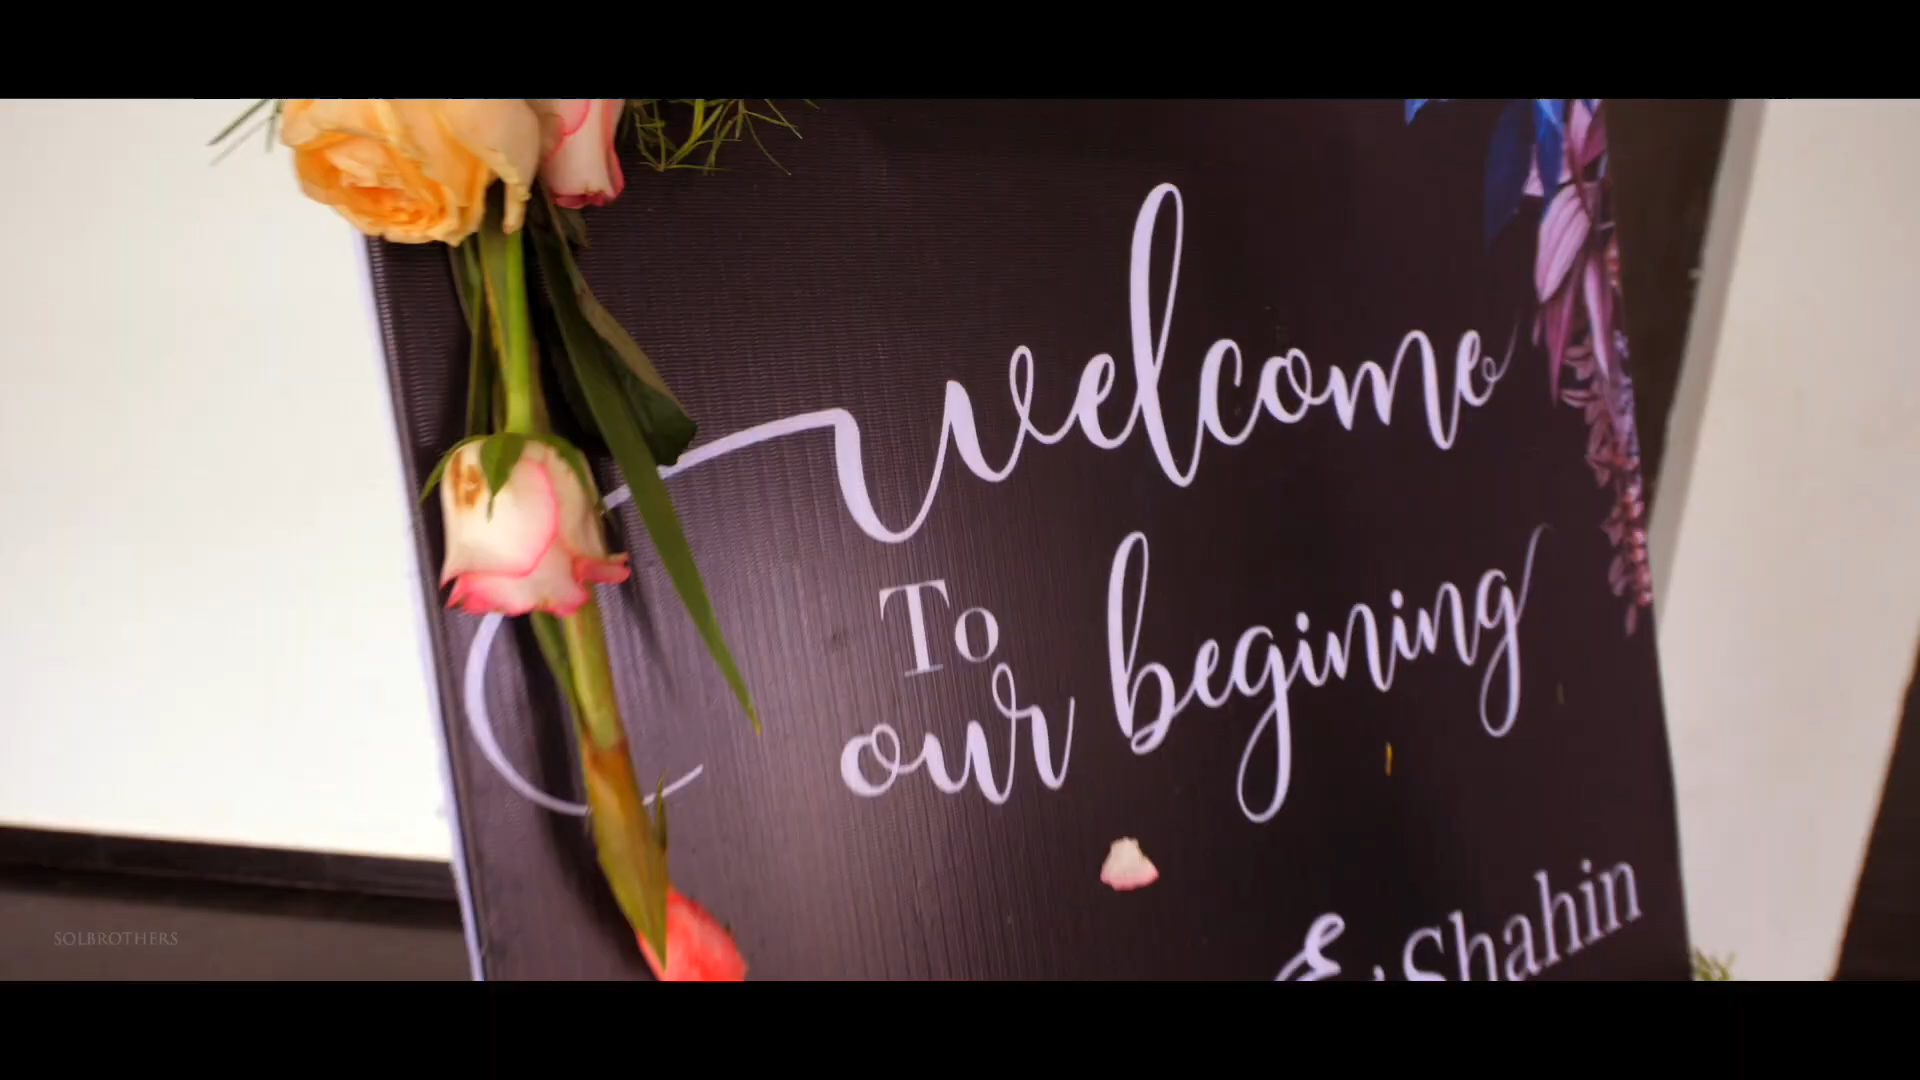 welcome
To
our begining
& Shahin
SOLBROTHERS